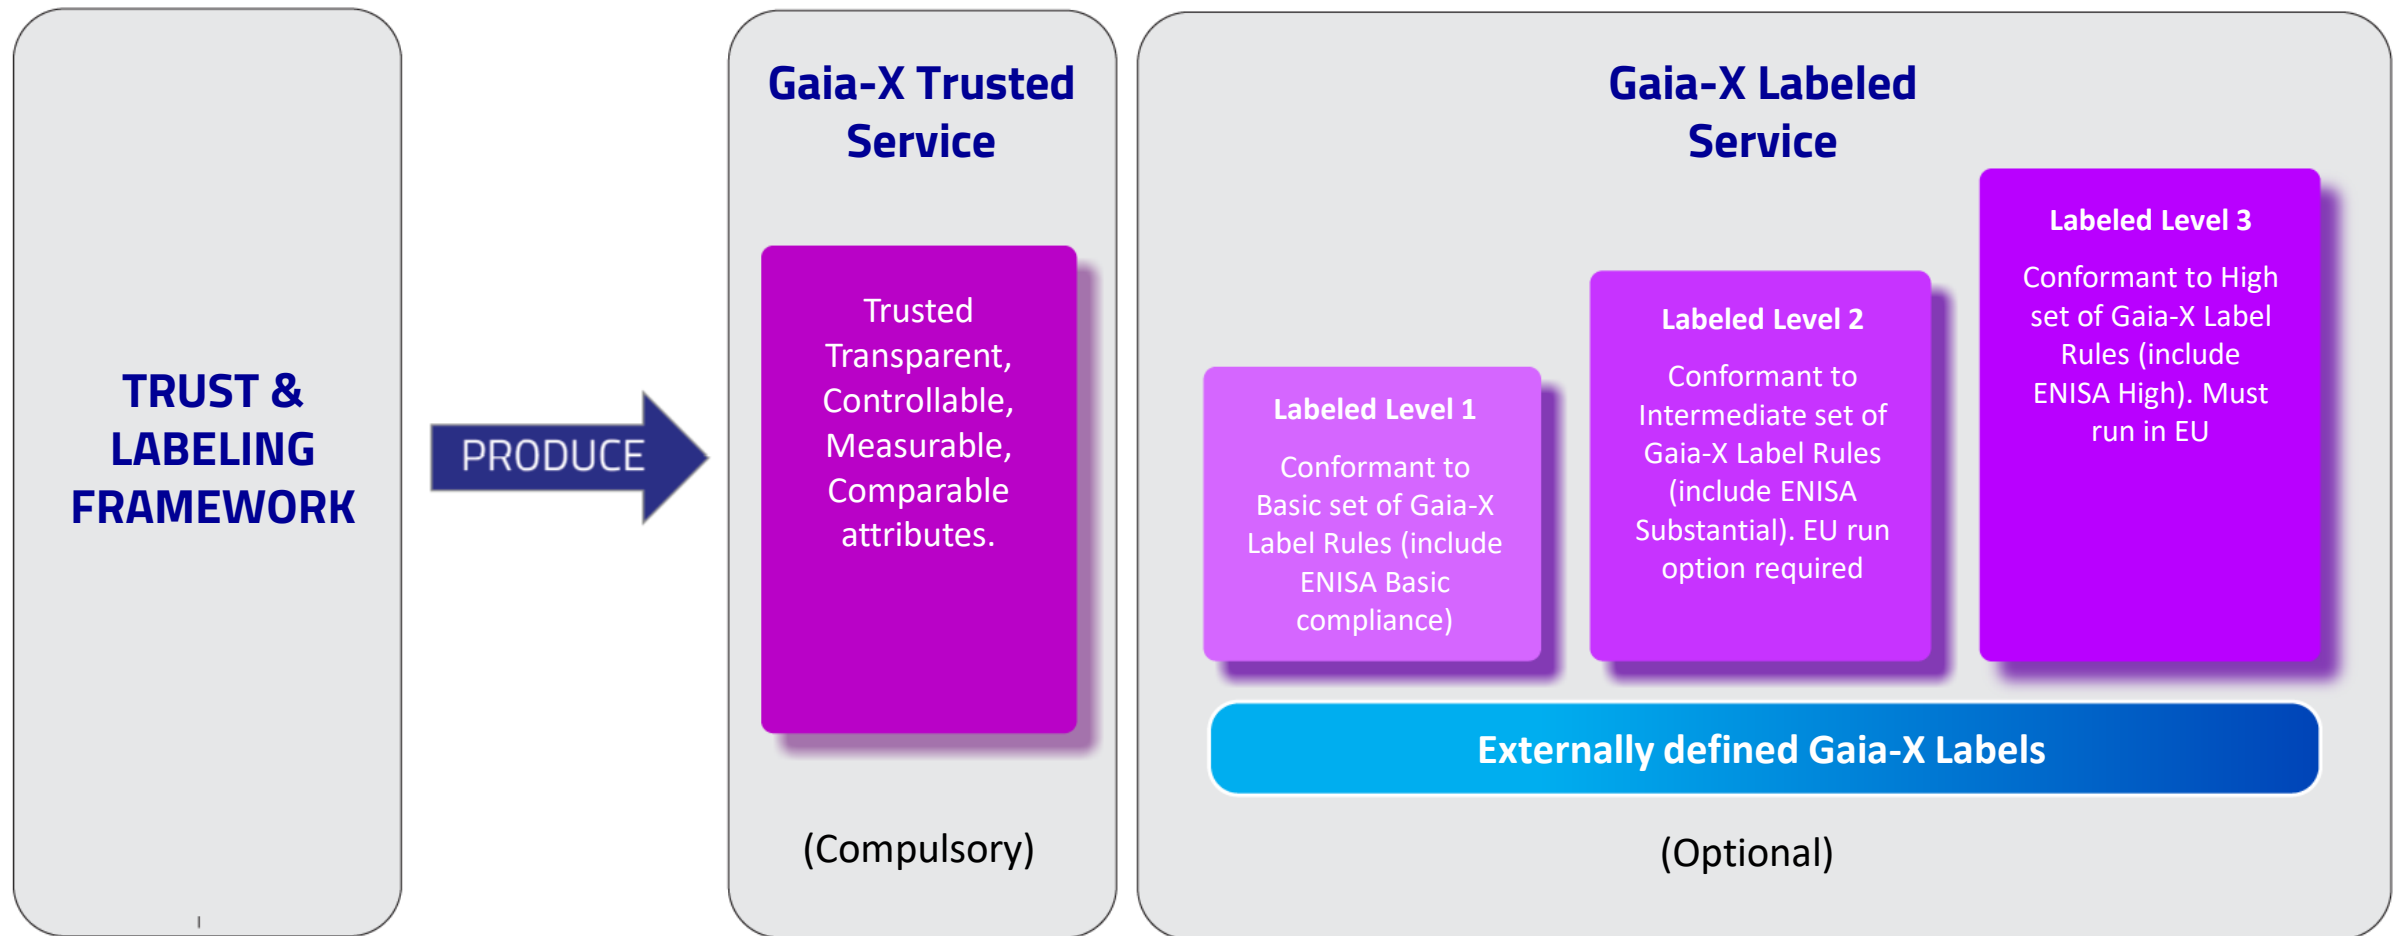 TRUST &
LABELING
FRAMEWORK
PRODUCE
Gaia-X Trusted
Service
Trusted
Transparent,
Controllable,
Measurable,
Comparable
attributes.
(Compulsory)
Gaia-X Labeled
Service
Labeled Level 1
Conformant to
Basic set of Gaia-X
Label Rules (include
ENISA Basic
compliance)
Labeled Level 2
Conformant to
Intermediate set of
Gaia-X Label Rules
(include ENISA
Substantial). EU run
option required
Labeled Level 3
Conformant to High
set of Gaia-X Label
Rules (include
ENISA High). Must
run in EU
Externally defined Gaia-X Labels
(Optional)